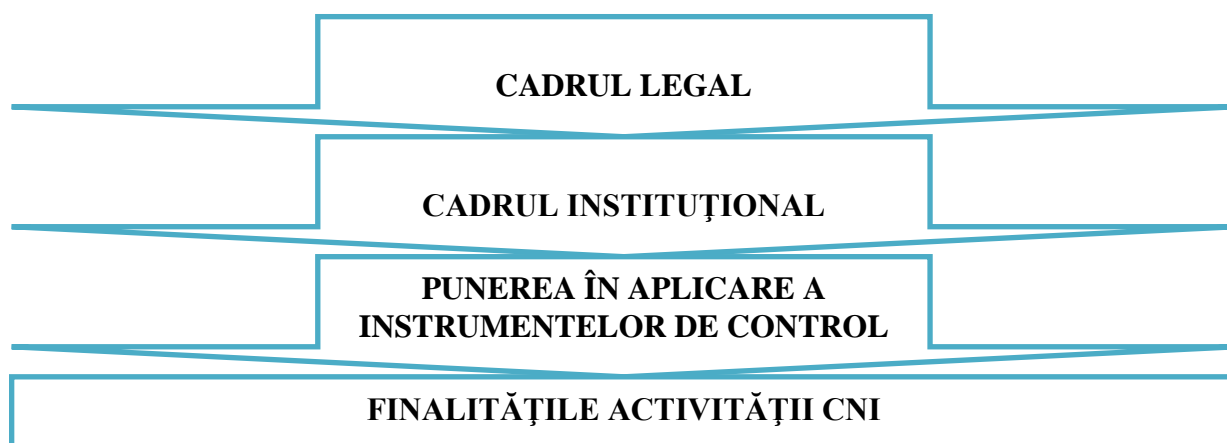 CADRUL LEGAL
CADRUL INSTITUŢIONAL
PUNEREA ÎN APLICARE A
INSTRUMENTELOR DE CONTROL
FINALITĂŢILE ACTIVITĂŢII CNI